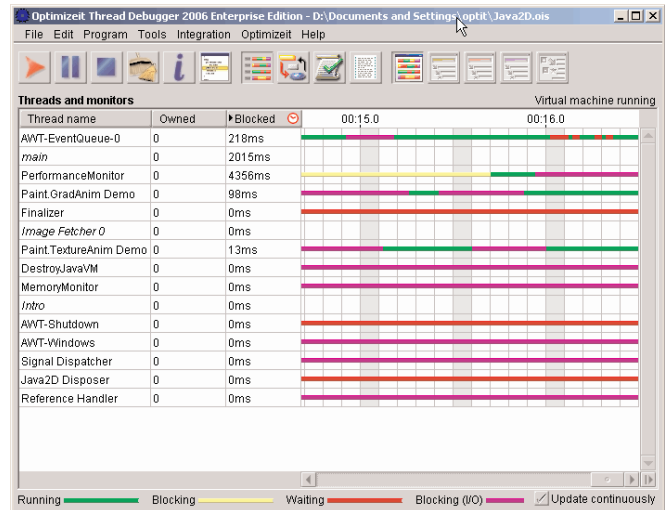 Optimizeit Thread Debugger 2006 Enterprise Edition - D:\Documents and Settings\optit\Java2D.ois
File Edit Program Tools Integration Optimizeit Help
Threads and monitors Virtual machine running
Thread name Owned Blocked 00:15.0 00:16.0
AWT-EventQueue-0 0 218ms
main 0 2015ms
PerformanceMonitor 0 4356ms
Paint.GradAnim Demo 0 98ms
Finalizer 0 0ms
Image Fetcher 0 0 0ms
Paint.TextureAnim Demo 0 13ms
DestroyJavaVM 0 0ms
MemoryMonitor 0 0ms
Intro 0 0ms
AWT-Shutdown 0 0ms
AWT-Windows 0 0ms
Signal Dispatcher 0 0ms
Java2D Disposer 0 0ms
Reference Handler 0 0ms
Running Blocking Waiting Blocking (I/O) Update continuously